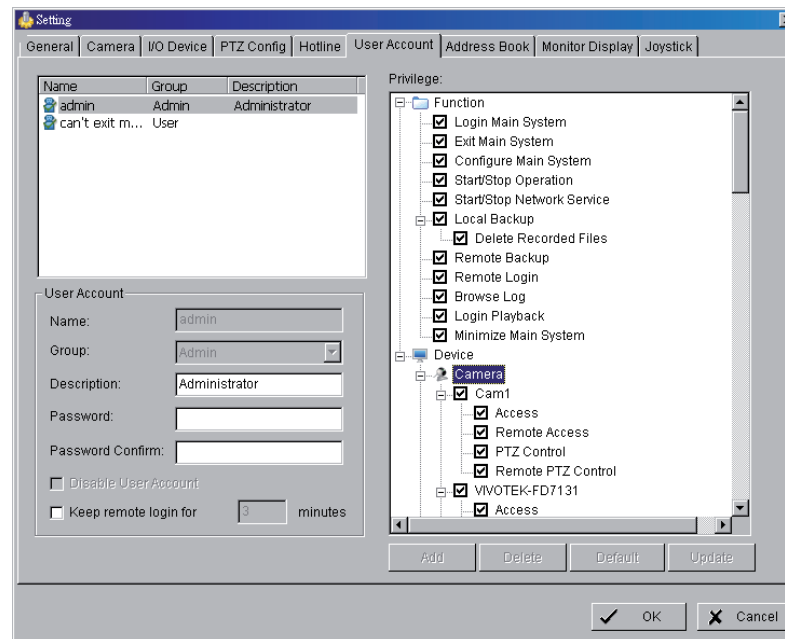 Setting
General Camera I/O Device PTZ Config Hotline User Account Address Book Monitor Display Joystick
Name Group Description
admin Admin Administrator
can't exit m... User
User Account
Name: admin
Group: Admin
Description: Administrator
Password:
Password Confirm:
Disable User Account
Keep remote login for 3 minutes
Privilege:
Function
Login Main System
Exit Main System
Configure Main System
Start/Stop Operation
Start/Stop Network Service
Local Backup
Delete Recorded Files
Remote Backup
Remote Login
Browse Log
Login Playback
Minimize Main System
Device
Camera
Cam1
Access
Remote Access
PTZ Control
Remote PTZ Control
VIVOTEK-FD7131
Access
Add Delete Default Update
OK Cancel